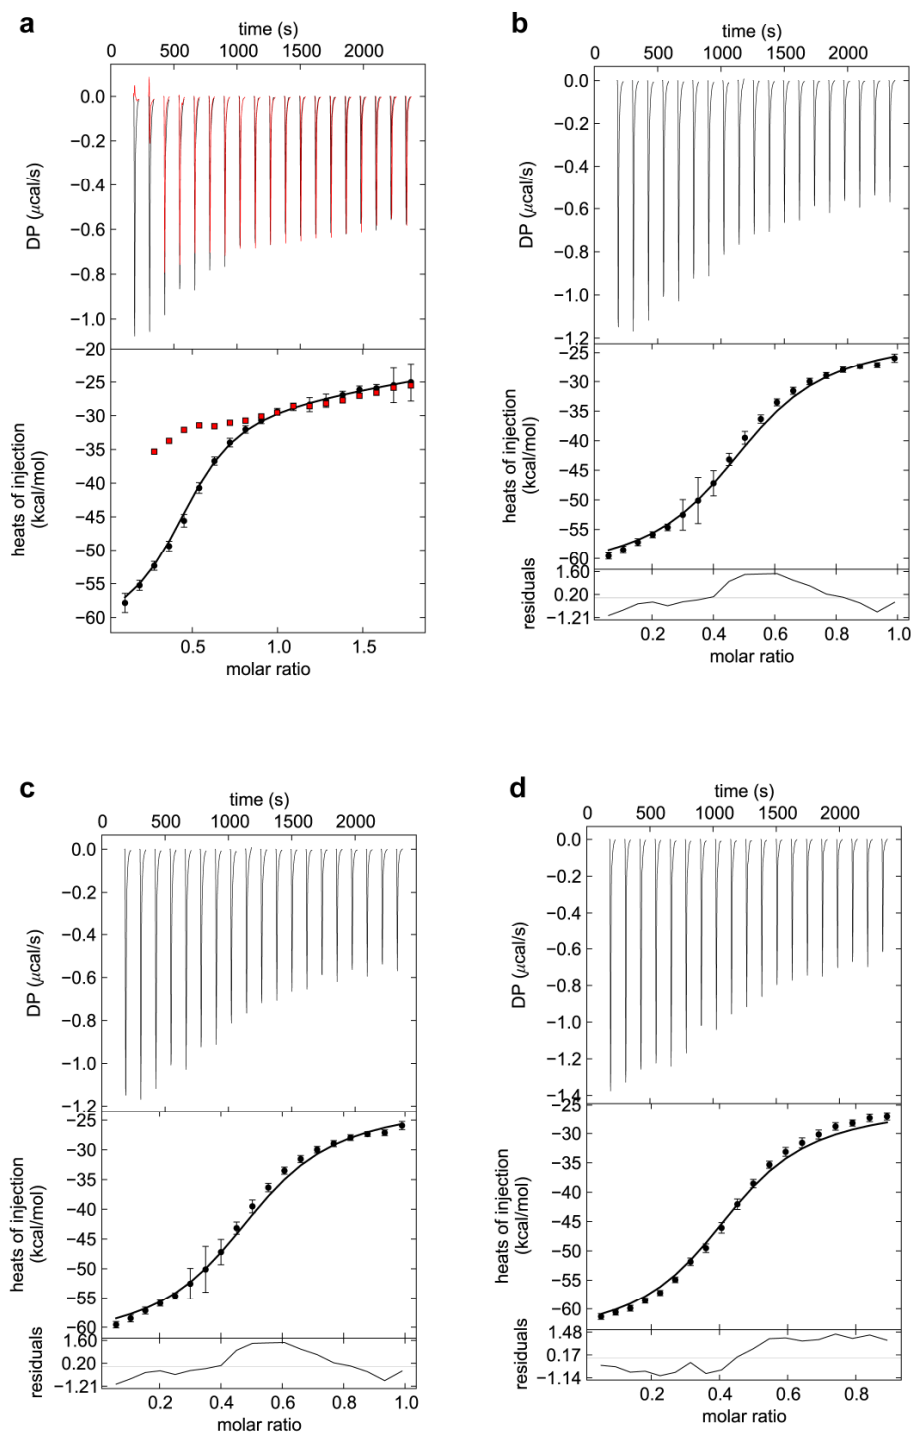 a
time (s)
0 500 1000 1500 2000
0.0
−0.2
−0.4
−0.6
−0.8
−1.0
DP (μcal/s)
−20
−25
−30
−35
−40
−45
−50
−55
−60
heats of injection
(kcal/mol)
0.5 1.0 1.5
molar ratio
b
time (s)
0 500 1000 1500 2000
0.0
−0.2
−0.4
−0.6
−0.8
−1.0
−1.2
DP (μcal/s)
−25
−30
−35
−40
−45
−50
−55
−60
heats of injection
(kcal/mol)
1.60
0.20
−1.21
residuals
0.2 0.4 0.6 0.8 1.0
molar ratio
c
time (s)
0 500 1000 1500 2000
0.0
−0.2
−0.4
−0.6
−0.8
−1.0
−1.2
DP (μcal/s)
−25
−30
−35
−40
−45
−50
−55
−60
heats of injection
(kcal/mol)
1.60
0.20
−1.21
residuals
0.2 0.4 0.6 0.8 1.0
molar ratio
d
time (s)
0 500 1000 1500 2000
0.0
−0.2
−0.4
−0.6
−0.8
−1.0
−1.2
−1.4
DP (μcal/s)
−25
−30
−35
−40
−45
−50
−55
−60
heats of injection
(kcal/mol)
1.48
0.17
−1.14
residuals
0.2 0.4 0.6 0.8
molar ratio